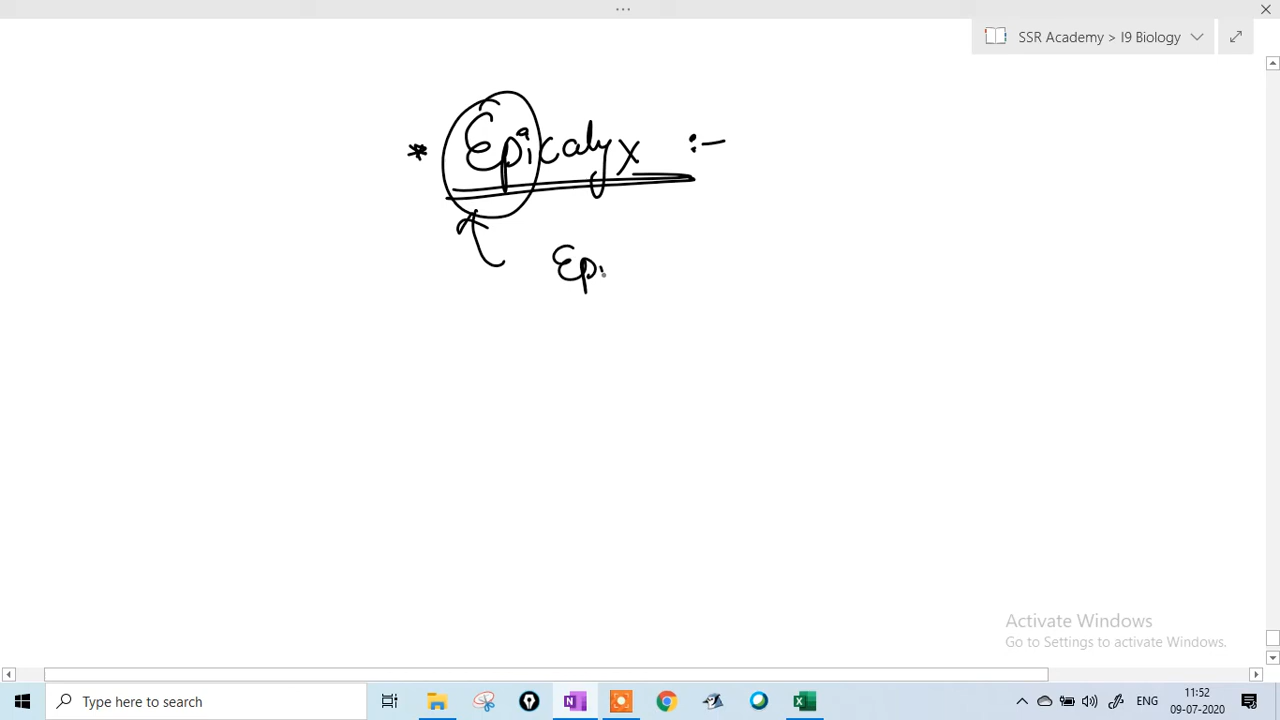 ...
SSR Academy > I9 Biology
* Epicalyx :-
Epi
Activate Windows
Go to Settings to activate Windows.
Type here to search
ENG
11:52
09-07-2020